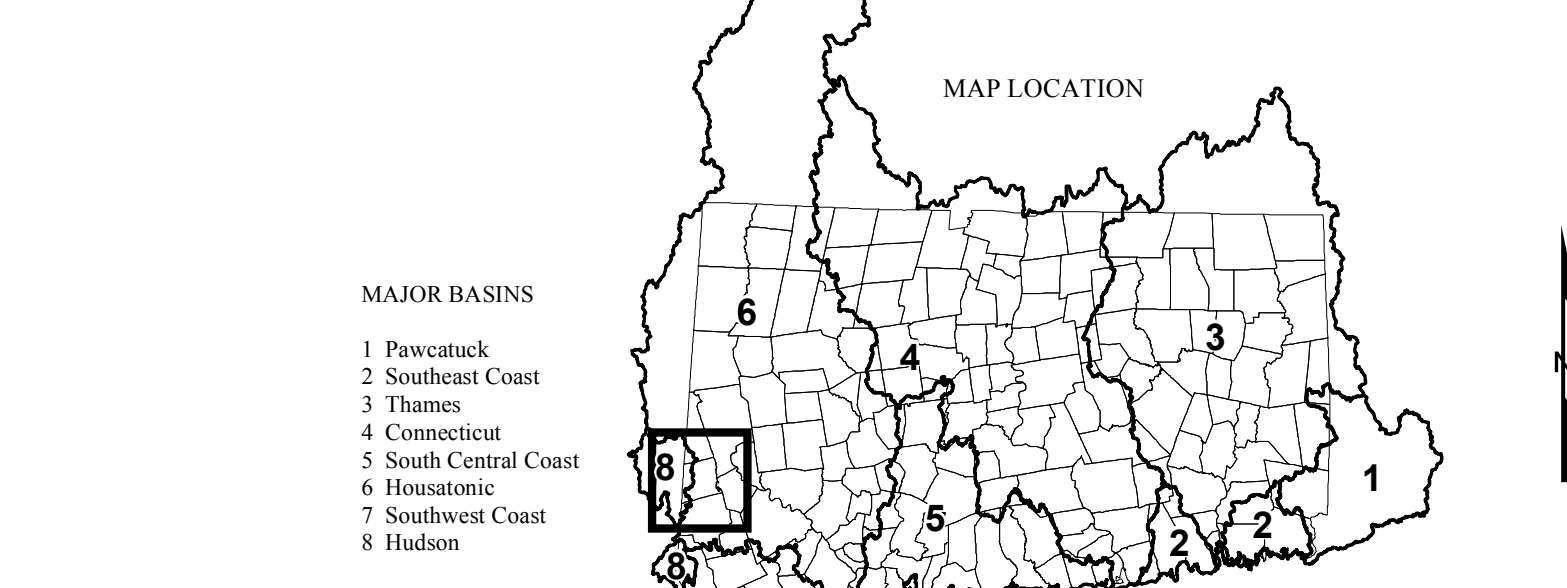 MAP LOCATION
MAJOR BASINS
1 Pawcatuck
2 Southeast Coast
3 Thames
4 Connecticut
5 South Central Coast
6 Housatonic
7 Southwest Coast
8 Hudson
6
3
4
8
1
5
2
2
8